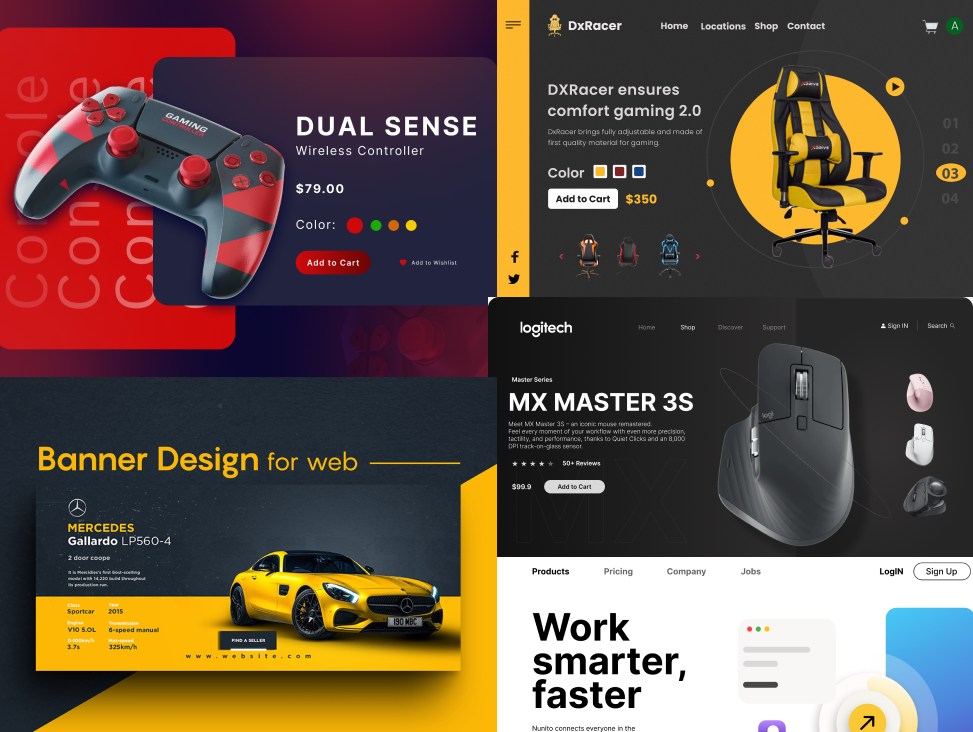 Console
Con
Con
GAMING
CONTROLLER
DUAL SENSE
Wireless Controller
$79.00
Color:
Add to Cart
Add to Wishlist
DxRacer
Home Locations Shop Contact
A
DXRacer ensures
comfort gaming 2.0
DxRacer brings fully adjustable and made of
first quality material for gaming.
Color
Add to Cart $350
01
02
03
04
logitech
Home Shop Discover Support
Sign IN Search
Master Series
MX MASTER 3S
Meet MX Master 3S – an iconic mouse remastered.
Feel every moment of your workflow with even more precision,
tactility, and performance, thanks to Quiet Clicks and an 8,000
DPI track-on-glass sensor.
50+ Reviews
$99.9 Add to Cart
logi
MX
Banner Design for web
MERCEDES
Gallardo LP560-4
2 door coope
It is Mercildes's first best-scelling
model with 14,220 build throughout
its production run.
Class Year
Sportcar 2015
Engine Transmission
V10 5.OL 6-speed manual
0-100km/h Max-speed
3.7s 325km/h
FIND A SELLER
www.website.com
190 MBC
Products Pricing Company Jobs
LogIN Sign Up
Work
smarter,
faster
Nunito connects everyone in the